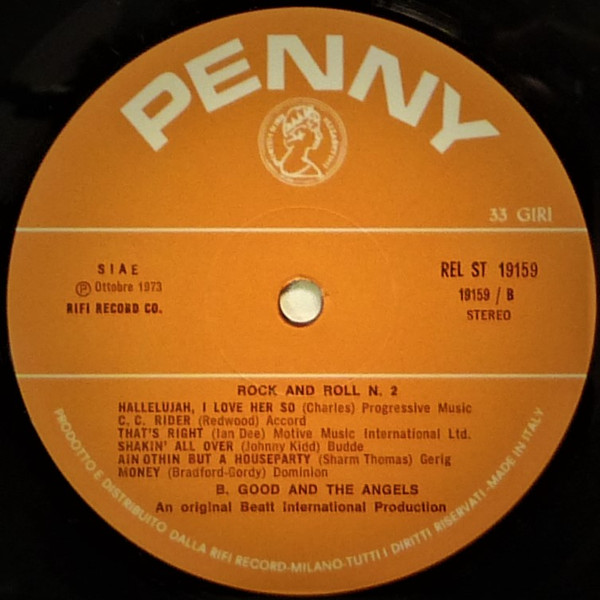 PENNY
33 GIRI
SIAE
Ⓟ Ottobre 1973
RIFI RECORD CO.
REL ST 19159
19159 / B
STEREO
ROCK AND ROLL N. 2
HALLELUJAH, I LOVE HER SO (Charles) Progressive Music
C. C. RIDER (Redwood) Accord
THAT'S RIGHT (Ian Dee) Motive Music International Ltd.
SHAKIN' ALL OVER (Johnny Kidd) Budde
AIN OTHIN BUT A HOUSEPARTY (Sharm Thomas) Gerig
MONEY (Bradford-Gordy) Dominion
B. GOOD AND THE ANGELS
An original Beatt International Production
PRODOTTO E DISTRIBUITO DALLA RIFI RECORD-MILANO-TUTTI I DIRITTI RISERVATI-MADE IN ITALY